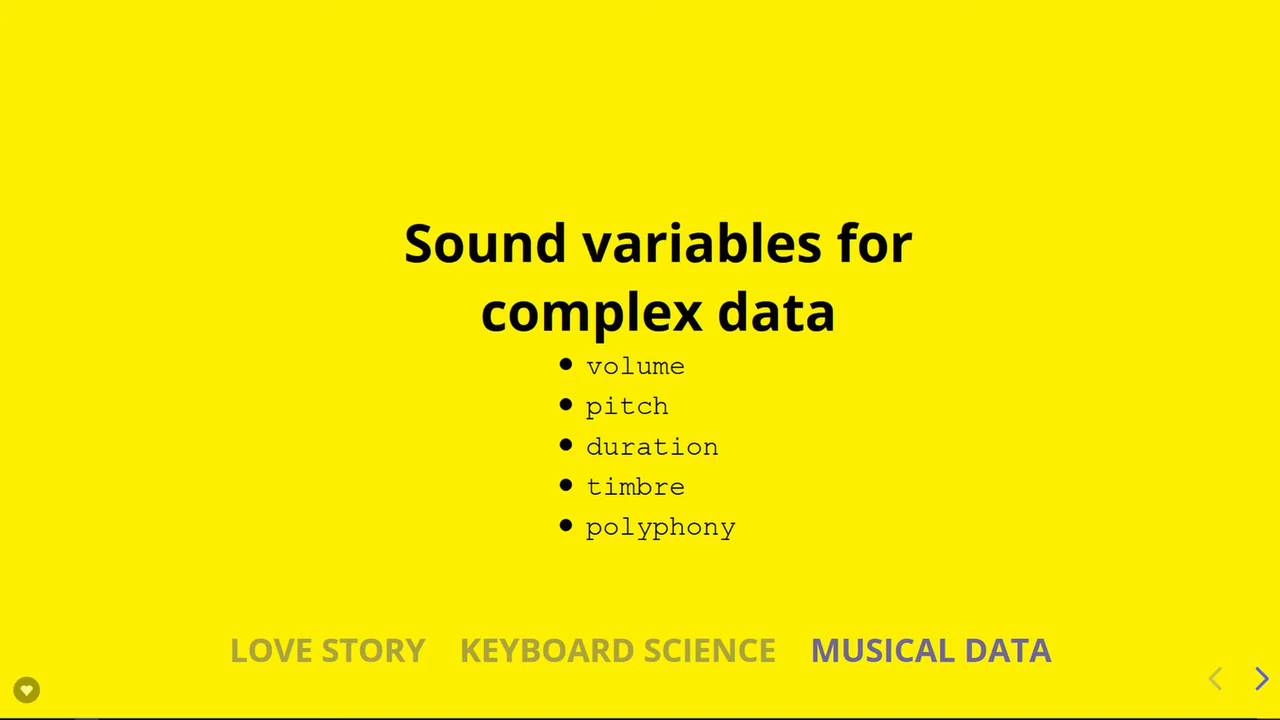 Sound variables for
complex data
volume
pitch
duration
timbre
polyphony
LOVE STORY KEYBOARD SCIENCE MUSICAL DATA